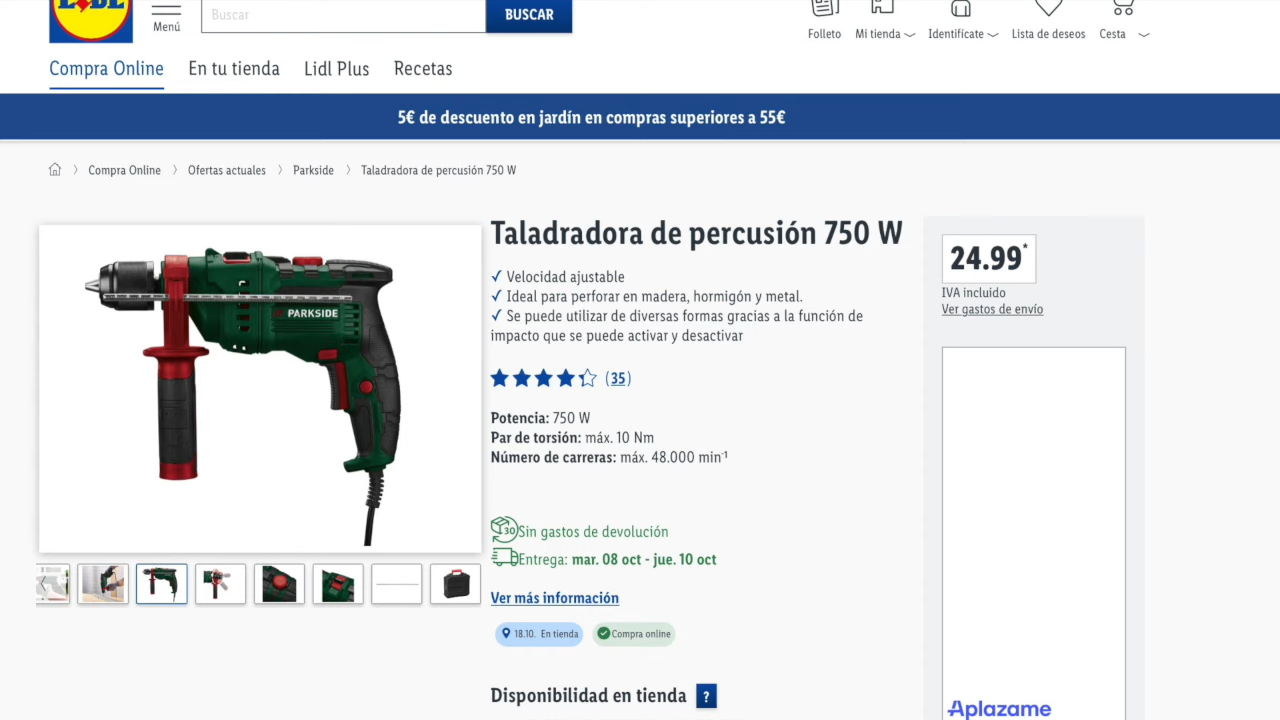 LIDL
Menú
Buscar
BUSCAR
Folleto
Mi tienda
Identifícate
Lista de deseos
Cesta
Compra Online
En tu tienda
Lidl Plus
Recetas
5€ de descuento en jardín en compras superiores a 55€
Compra Online
Ofertas actuales
Parkside
Taladradora de percusión 750 W
PARKSIDE
Taladradora de percusión 750 W
✓ Velocidad ajustable
✓ Ideal para perforar en madera, hormigón y metal.
✓ Se puede utilizar de diversas formas gracias a la función de
impacto que se puede activar y desactivar
(35)
Potencia: 750 W
Par de torsión: máx. 10 Nm
Número de carreras: máx. 48.000 min⁻¹
30 Sin gastos de devolución
Entrega: mar. 08 oct - jue. 10 oct
Ver más información
18.10. En tienda
Compra online
Disponibilidad en tienda ?
24.99*
IVA incluido
Ver gastos de envío
Aplazame